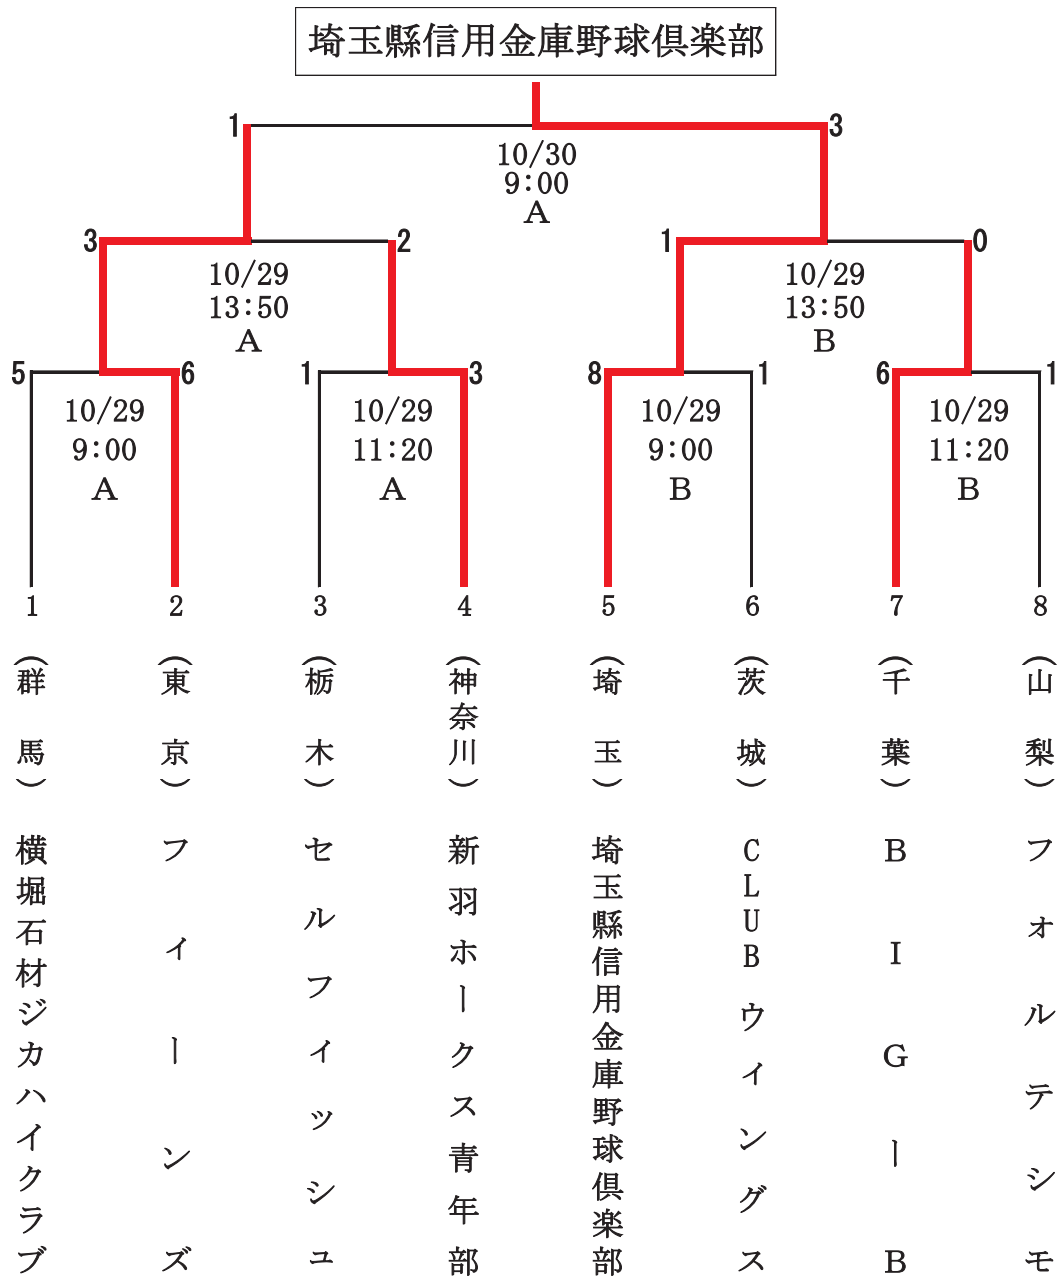 埼玉縣信用金庫野球倶楽部
1 3
10/30
9:00
A
3 2 1 0
10/29 10/29
13:50 13:50
A B
5 6 1 3 8 1 6 1
10/29 10/29 10/29 10/29
9:00 11:20 9:00 11:20
A A B B
1 2 3 4 5 6 7 8
(群馬) 横堀石材ジカハイクラブ
(東京) フィーンズ
(栃木) セルフィッシュ
(神奈川) 新羽ホークス青年部
(埼玉) 埼玉縣信用金庫野球倶楽部
(茨城) CLUBウィングス
(千葉) BIGーB
(山梨) フォルテシモ